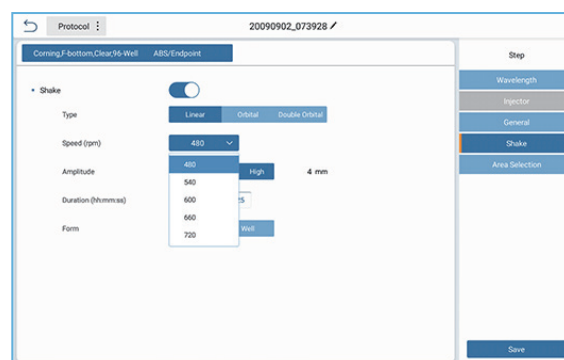 Protocol
20090902_073928
Corning,F-bottom,Clear,96-Well ABS/Endpoint
Shake
Type Linear Orbital Double Orbital
Speed (rpm) 480
480
540
600
660
720
Amplitude High 4 mm
Duration (hh:mm:ss)
Form Well
Step
Wavelength
Injector
General
Shake
Area Selection
Save